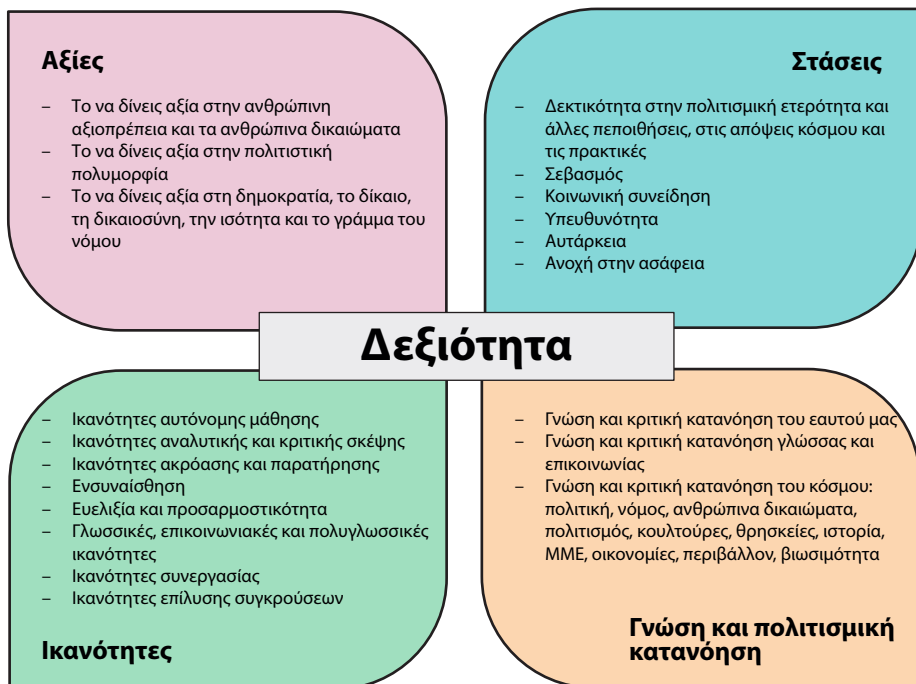 Αξίες
– Το να δίνεις αξία στην ανθρώπινη
αξιοπρέπεια και τα ανθρώπινα δικαιώματα
– Το να δίνεις αξία στην πολιτιστική
πολυμορφία
– Το να δίνεις αξία στη δημοκρατία, το δίκαιο,
τη δικαιοσύνη, την ισότητα και το γράμμα του
νόμου
Στάσεις
– Δεκτικότητα στην πολιτισμική ετερότητα και
άλλες πεποιθήσεις, στις απόψεις κόσμου και
τις πρακτικές
– Σεβασμός
– Κοινωνική συνείδηση
– Υπευθυνότητα
– Αυτάρκεια
– Ανοχή στην ασάφεια
Δεξιότητα
– Ικανότητες αυτόνομης μάθησης
– Ικανότητες αναλυτικής και κριτικής σκέψης
– Ικανότητες ακρόασης και παρατήρησης
– Ενσυναίσθηση
– Ευελιξία και προσαρμοστικότητα
– Γλωσσικές, επικοινωνιακές και πολυγλωσσικές
ικανότητες
– Ικανότητες συνεργασίας
– Ικανότητες επίλυσης συγκρούσεων
Ικανότητες
– Γνώση και κριτική κατανόηση του εαυτού μας
– Γνώση και κριτική κατανόηση γλώσσας και
επικοινωνίας
– Γνώση και κριτική κατανόηση του κόσμου:
πολιτική, νόμος, ανθρώπινα δικαιώματα,
πολιτισμός, κουλτούρες, θρησκείες, ιστορία,
ΜΜΕ, οικονομίες, περιβάλλον, βιωσιμότητα
Γνώση και πολιτισμική
κατανόηση